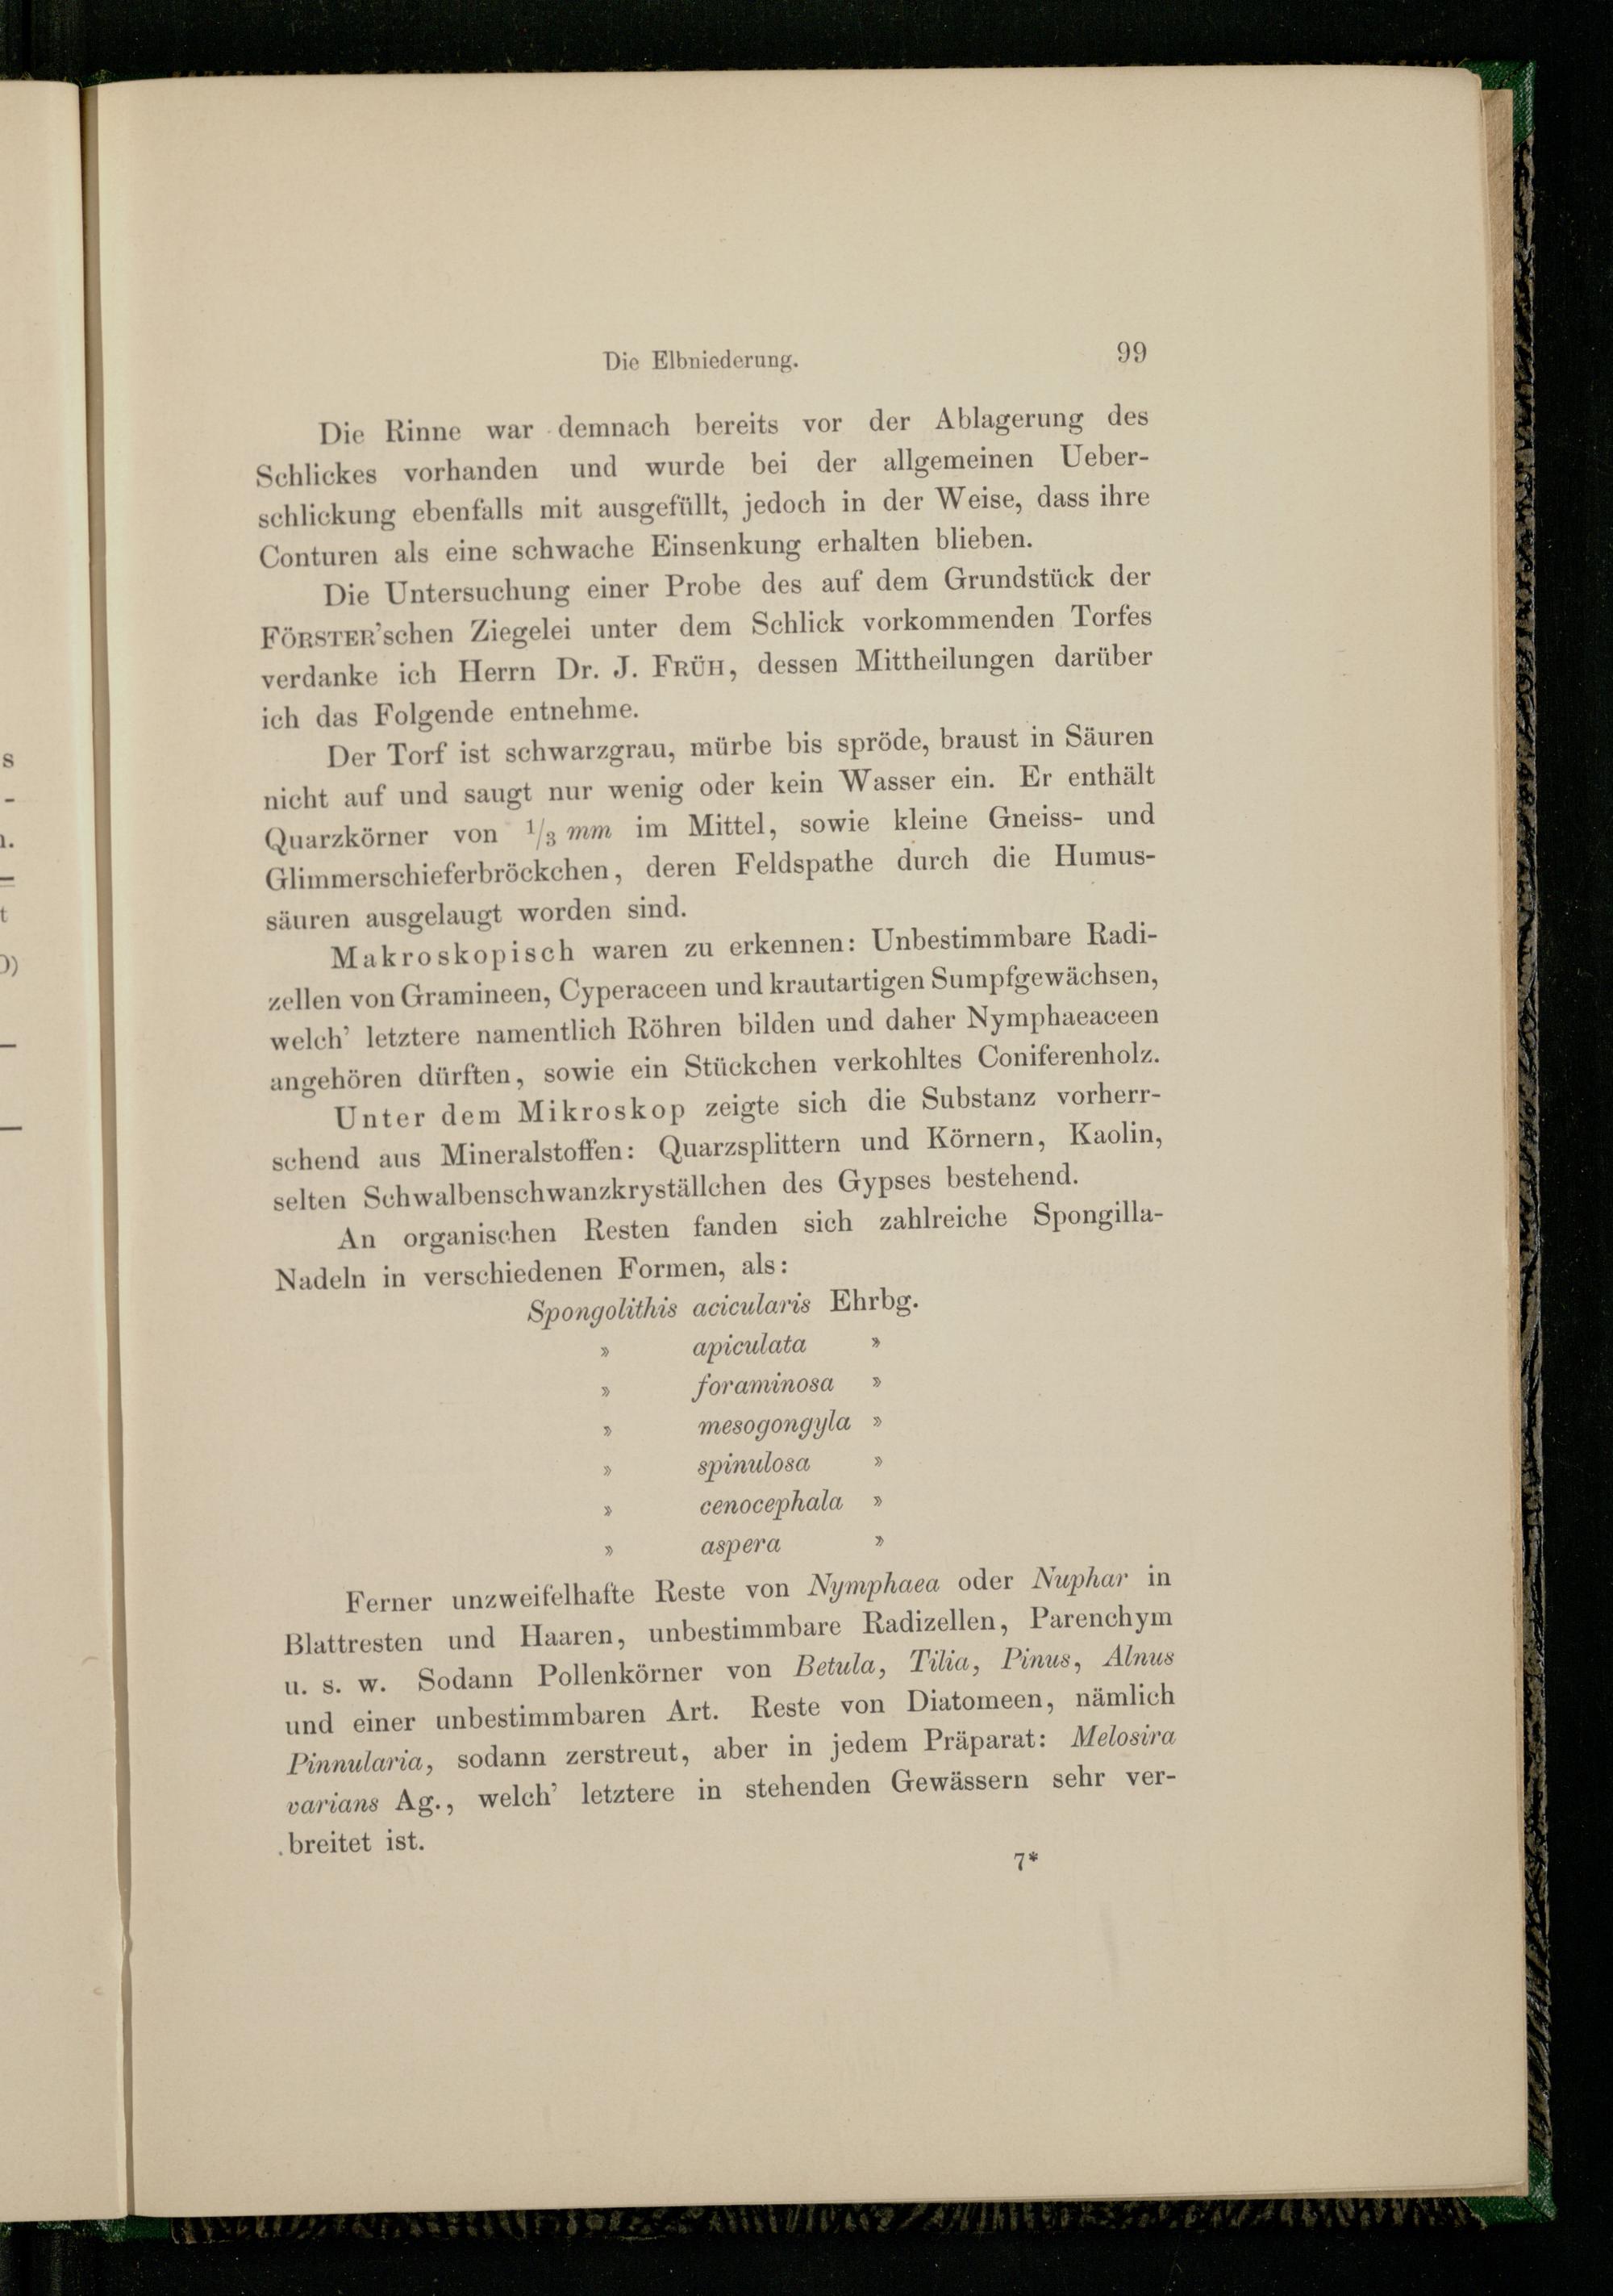 Die Elbniederung. 99
Die Rinne war demnach bereits vor der Ablagerung des
Schlickes vorhanden und wurde bei der allgemeinen Ueber-
schlickung ebenfalls mit ausgefüllt, jedoch in der Weise, dass ihre
Conturen als eine schwache Einsenkung erhalten blieben.
Die Untersuchung einer Probe des auf dem Grundstück der
FÖRSTER'schen Ziegelei unter dem Schlick vorkommenden Torfes
verdanke ich Herrn Dr. J. FRÜH, dessen Mittheilungen darüber
ich das Folgende entnehme.
Der Torf ist schwarzgrau, mürbe bis spröde, braust in Säuren
nicht auf und saugt nur wenig oder kein Wasser ein. Er enthält
Quarzkörner von 1/3 mm im Mittel, sowie kleine Gneiss- und
Glimmerschieferbröckchen, deren Feldspathe durch die Humus-
säuren ausgelaugt worden sind.
Makroskopisch waren zu erkennen: Unbestimmbare Radi-
zellen von Gramineen, Cyperaceen und krautartigen Sumpfgewächsen,
welch' letztere namentlich Röhren bilden und daher Nymphaeaceen
angehören dürften, sowie ein Stückchen verkohltes Coniferenholz.
Unter dem Mikroskop zeigte sich die Substanz vorherr-
schend aus Mineralstoffen: Quarzsplittern und Körnern, Kaolin,
selten Schwalbenschwanzkryställchen des Gypses bestehend.
An organischen Resten fanden sich zahlreiche Spongilla-
Nadeln in verschiedenen Formen, als:
Spongolithis acicularis Ehrbg.
» apiculata »
» foraminosa »
» mesogongyla »
» spinulosa »
» cenocephala »
» aspera »
Ferner unzweifelhafte Reste von Nymphaea oder Nuphar in
Blattresten und Haaren, unbestimmbare Radizellen, Parenchym
u. s. w. Sodann Pollenkörner von Betula, Tilia, Pinus, Alnus
und einer unbestimmbaren Art. Reste von Diatomeen, nämlich
Pinnularia, sodann zerstreut, aber in jedem Präparat: Melosira
varians Ag., welch' letztere in stehenden Gewässern sehr ver-
breitet ist.
7*